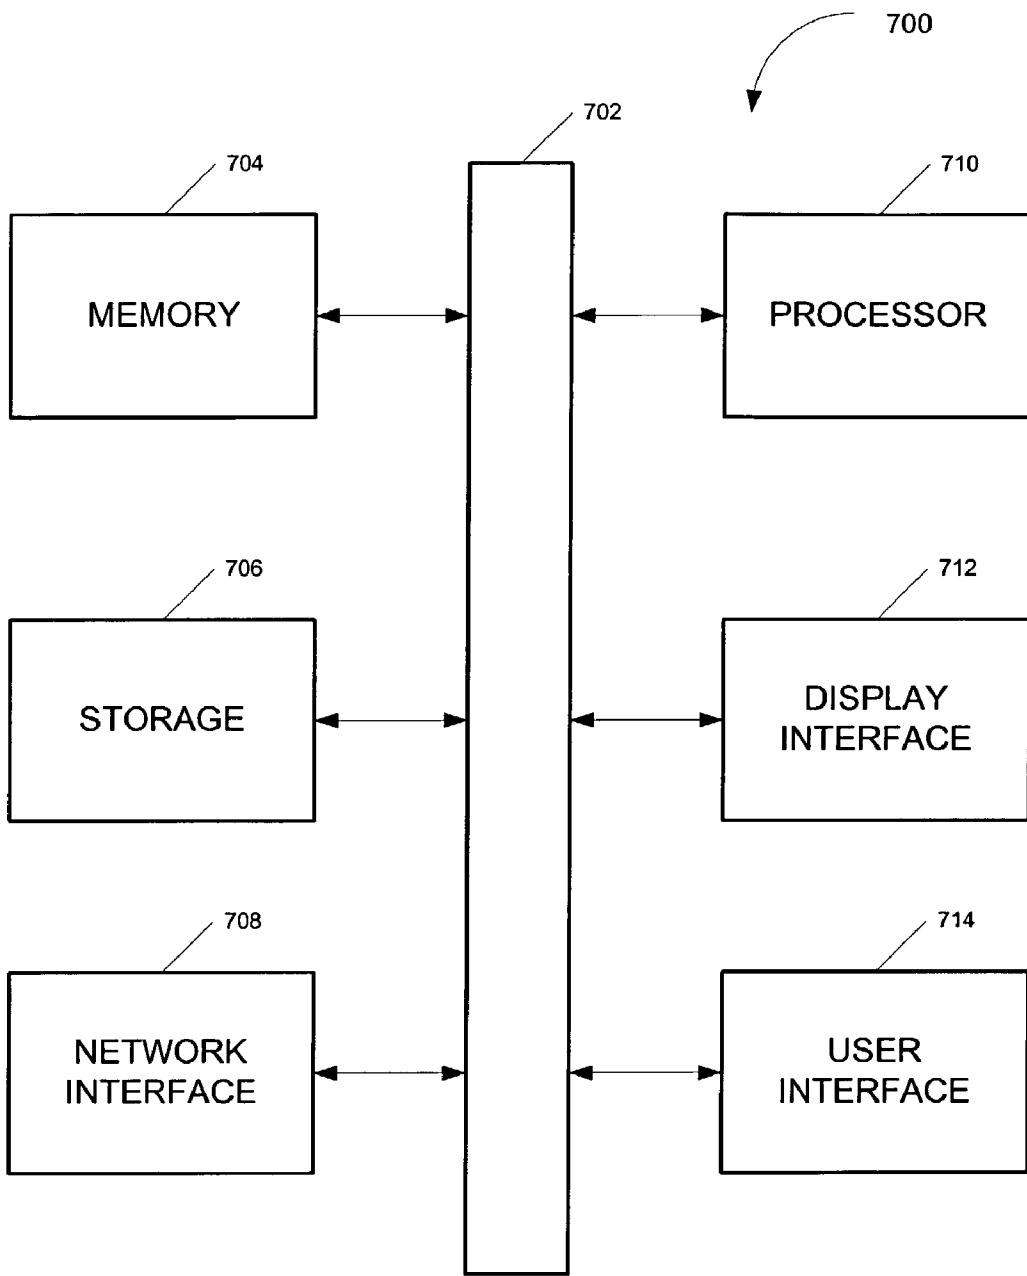 700
702
704
710
MEMORY
PROCESSOR
706
712
STORAGE
DISPLAY
INTERFACE
708
714
NETWORK
INTERFACE
USER
INTERFACE